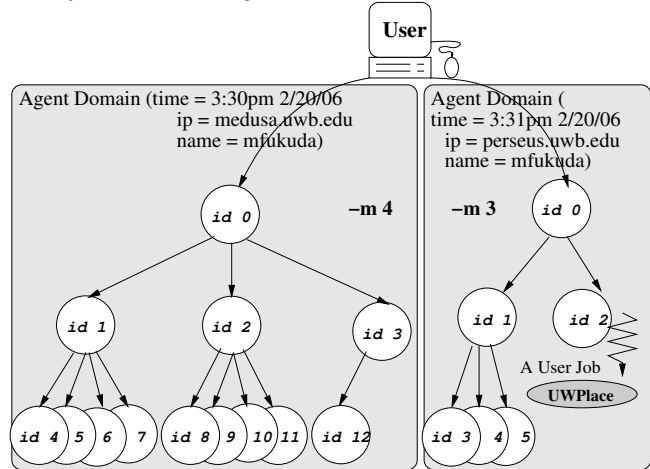 User
Agent Domain (time = 3:30pm 2/20/06
ip = medusa.uwb.edu
name = mfukuda)
Agent Domain (
time = 3:31pm 2/20/06
ip = perseus.uwb.edu
name = mfukuda)
id 0
–m 4
–m 3
id 0
id 1
id 2
id 3
id 1
id 2
A User Job
UWPlace
id 4
5
6
7
id 8
9
10
11
id 12
id 3
4
5